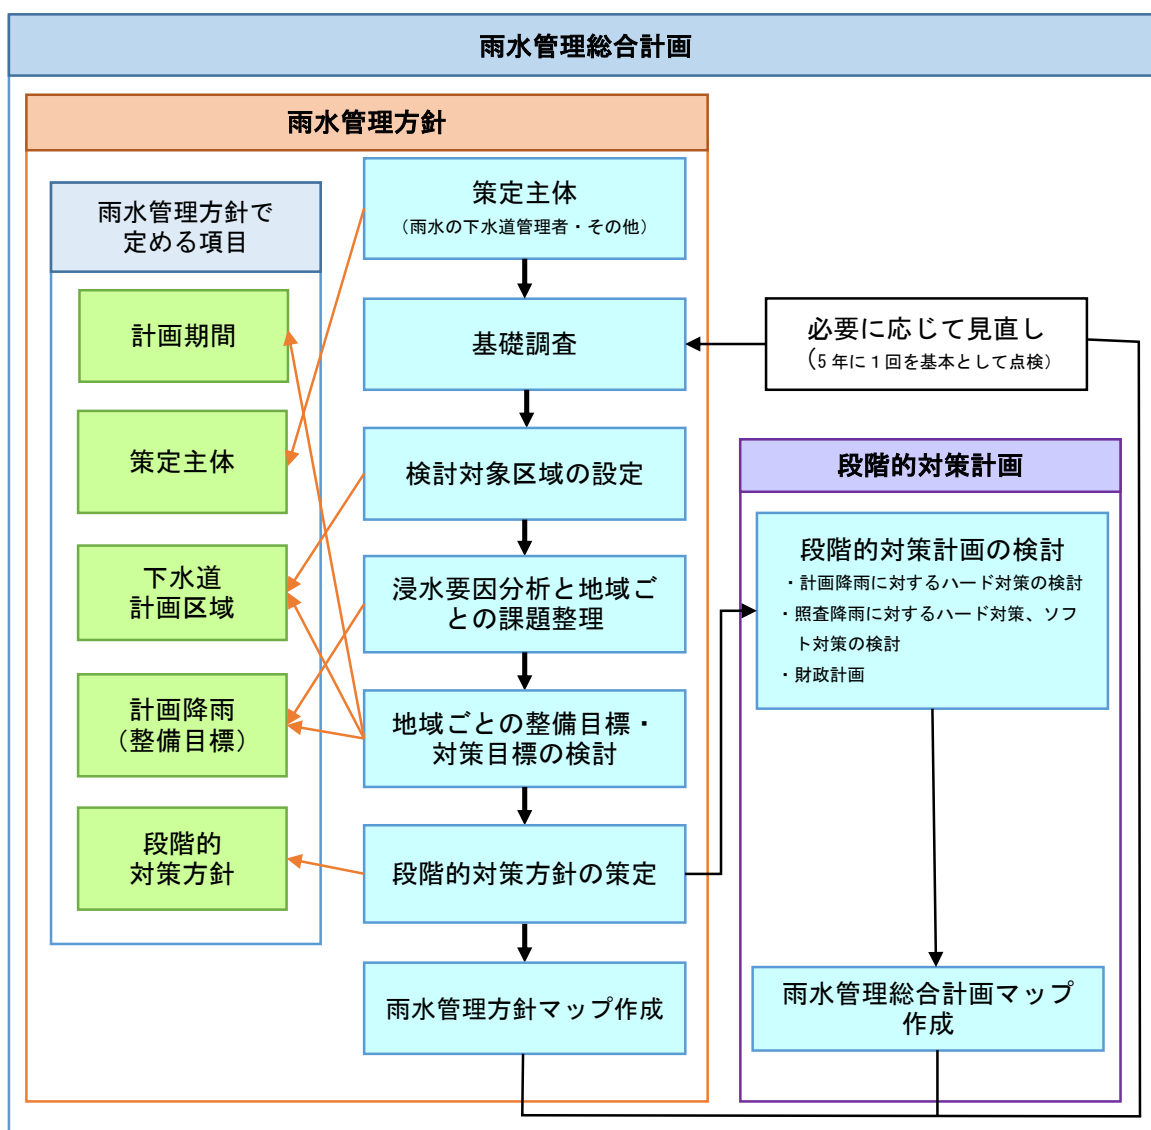 雨水管理総合計画
雨水管理方針
雨水管理方針で
定める項目
計画期間
策定主体
下水道
計画区域
計画降雨
（整備目標）
段階的
対策方針
策定主体
（雨水の下水道管理者・その他）
基礎調査
検討対象区域の設定
浸水要因分析と地域ご
との課題整理
地域ごとの整備目標・
対策目標の検討
段階的対策方針の策定
雨水管理方針マップ作成
必要に応じて見直し
（5年に1回を基本として点検）
段階的対策計画
段階的対策計画の検討
・計画降雨に対するハード対策の検討
・照査降雨に対するハード対策、ソフ
ト対策の検討
・財政計画
雨水管理総合計画マップ
作成